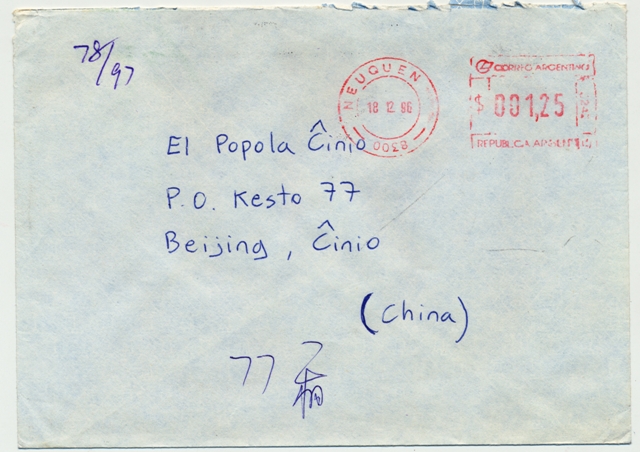 78/97
NEUQUEN
18 12 96
8300
CORREO ARGENTINO
$ 001,25
REPUBLICA ARGENTINA
El Popola Ĉinio
P.O. Kesto 77
Beijing, Ĉinio
(China)
77